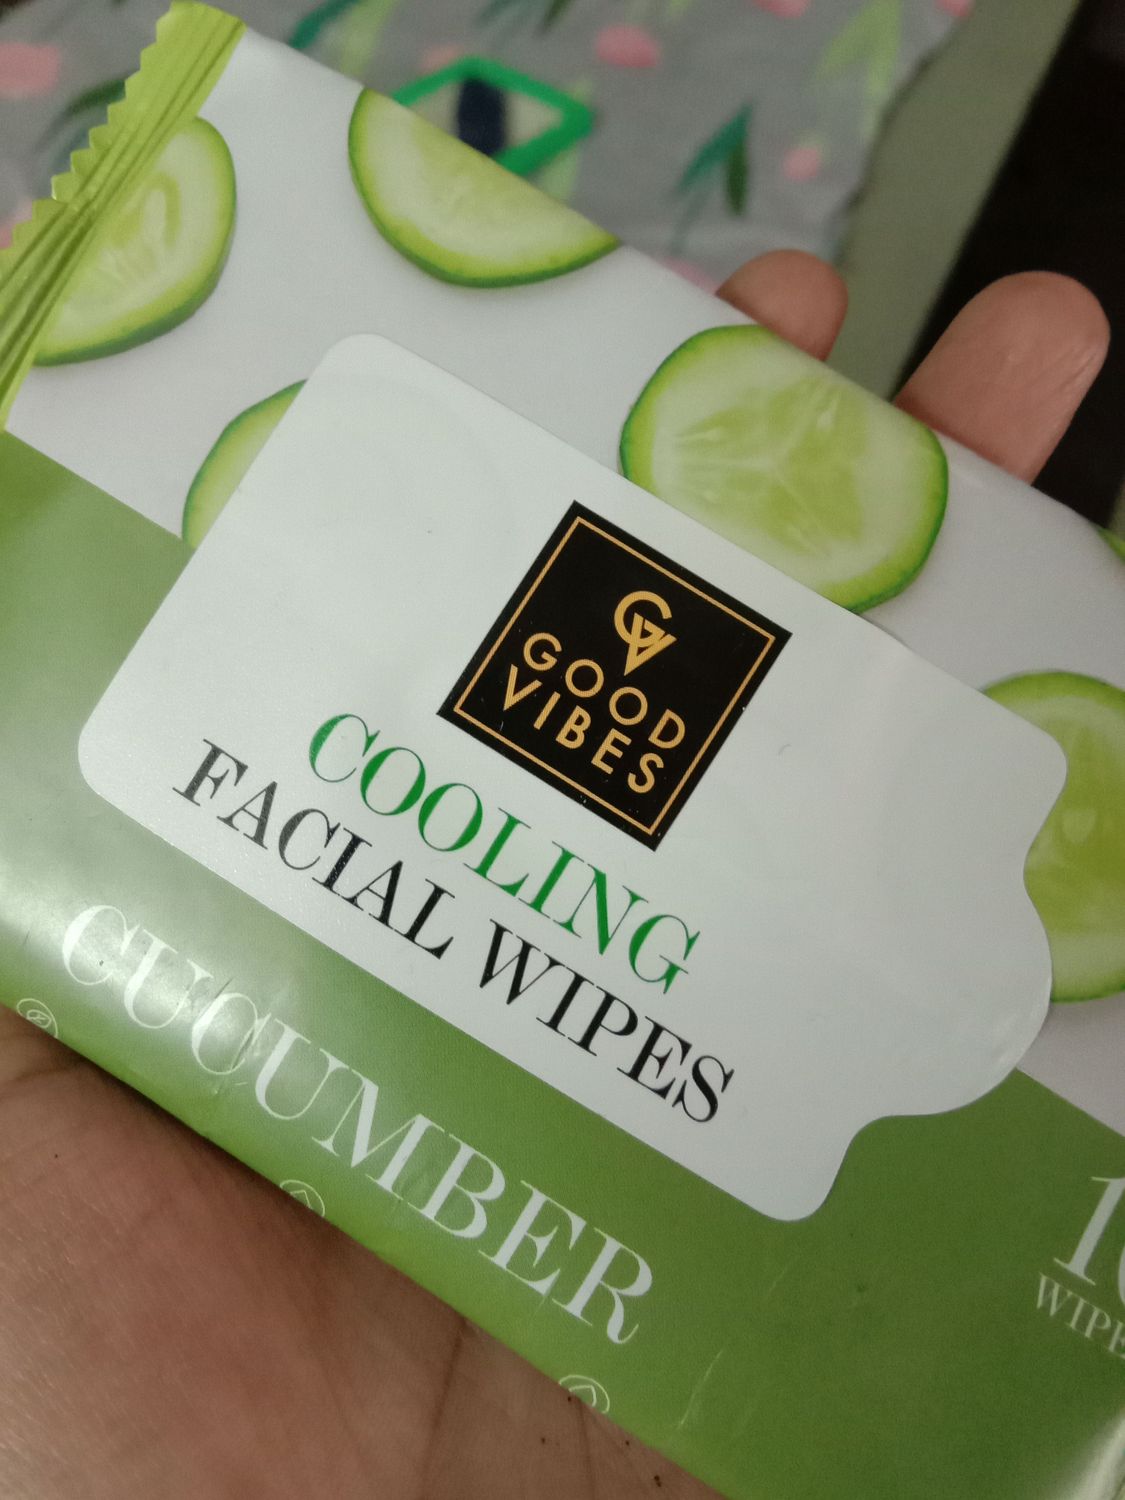 GV
GOOD
VIBES
COOLING
FACIAL WIPES
CUCUMBER